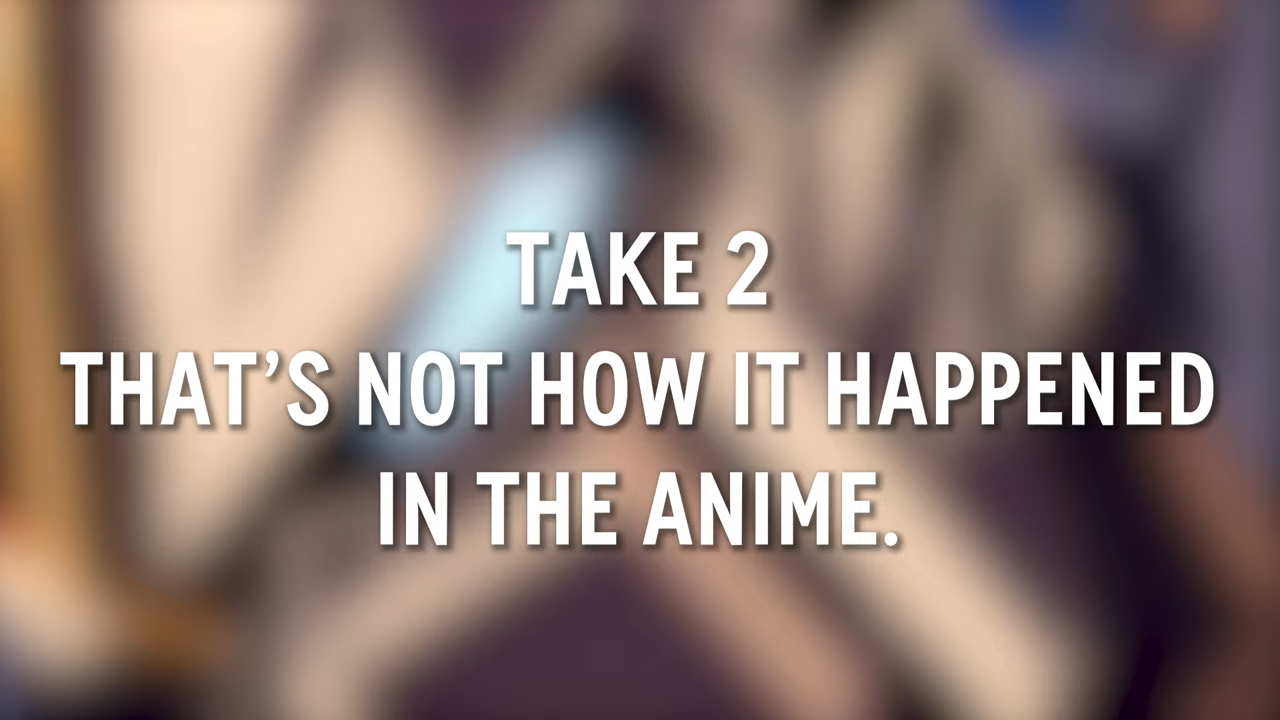 TAKE 2
THAT’S NOT HOW IT HAPPENED
IN THE ANIME.